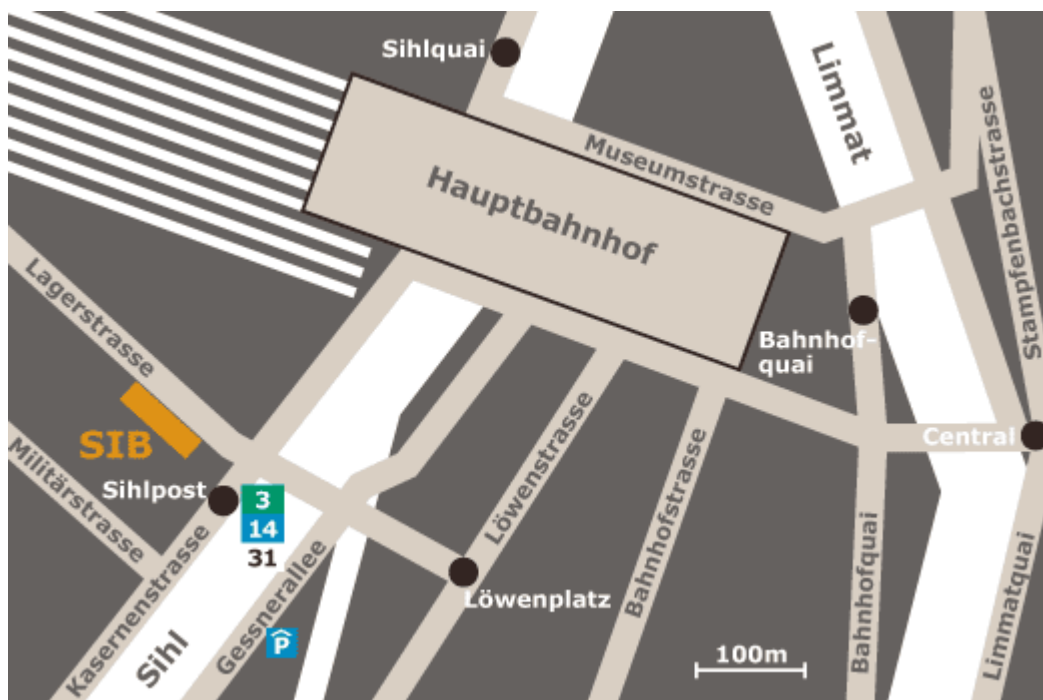 Sihlquai
Limmat
Museumstrasse
Hauptbahnhof
Stampfenbachstrasse
Lagerstrasse
Bahnhof-
quai
SIB
Central
Militärstrasse
Sihlpost
3
14
31
Löwenstrasse
Bahnhofstrasse
Kasernenstrasse
Gessnerallee
Löwenplatz
Bahnhofquai
Limmatquai
Sihl
P
100m